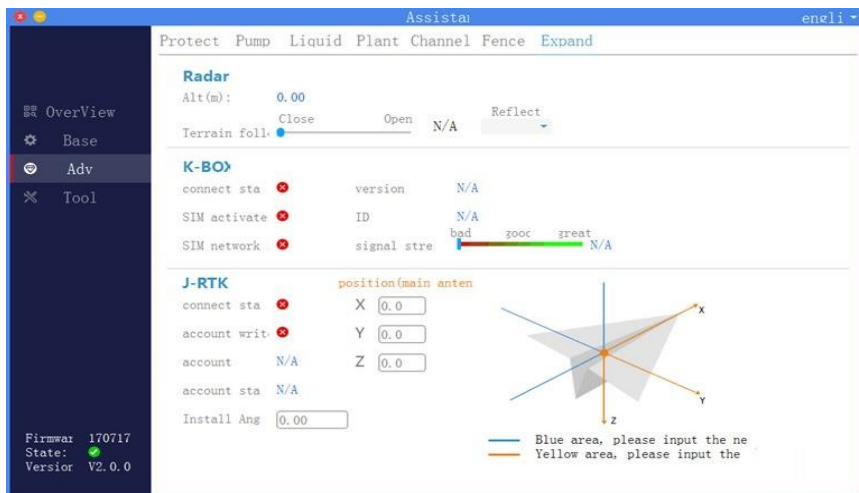 Assista
engli
Protect Pump Liquid Plant Channel Fence Expand
OverView
Base
Adv
Tool
Radar
Alt(m): 0.00
Close Open Reflect
Terrain foll N/A
K-BOX
connect sta version N/A
SIM activate ID N/A
bad gooc great
SIM network signal stre N/A
J-RTK position(main anten
connect sta X 0.0
account writ Y 0.0
account N/A Z 0.0
account sta N/A
Install Ang 0.00
X
Y
Z
Blue area, please input the ne
Yellow area, please input the
Firmwar 170717
State:
Version V2.0.0